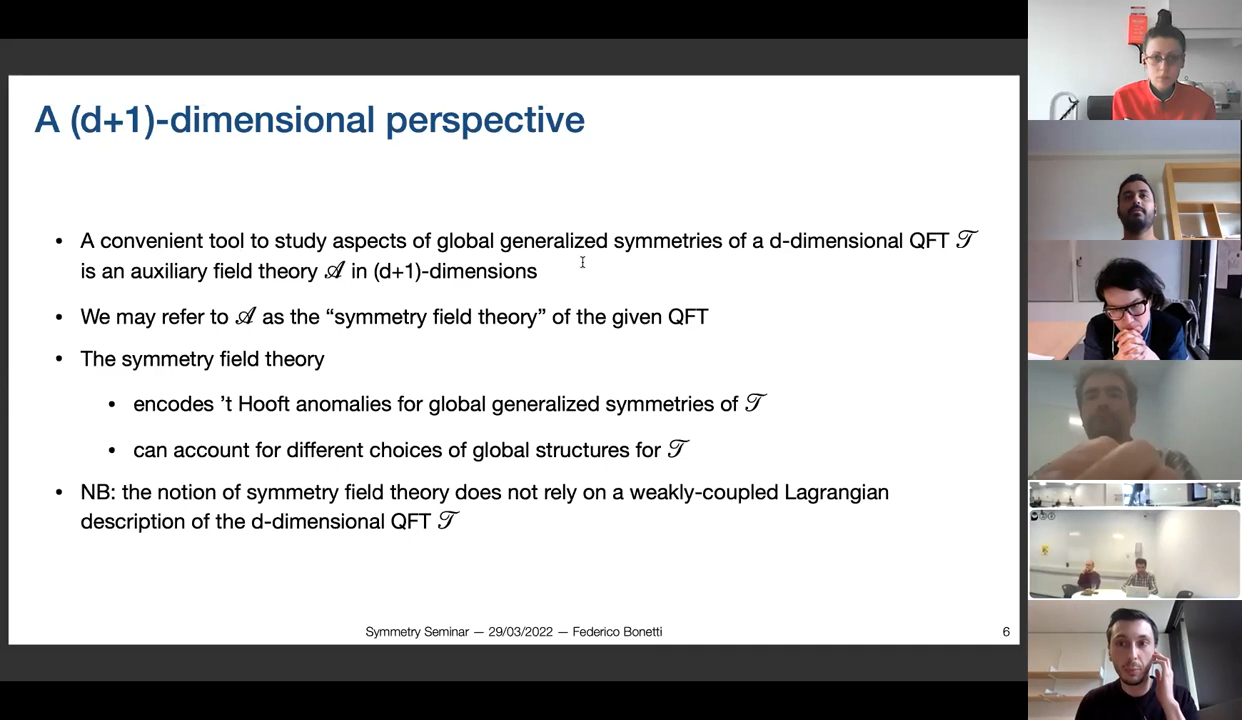 A (d+1)-dimensional perspective
• A convenient tool to study aspects of global generalized symmetries of a d-dimensional QFT 𝒯
is an auxiliary field theory 𝒜 in (d+1)-dimensions
• We may refer to 𝒜 as the “symmetry field theory” of the given QFT
• The symmetry field theory
• encodes ’t Hooft anomalies for global generalized symmetries of 𝒯
• can account for different choices of global structures for 𝒯
• NB: the notion of symmetry field theory does not rely on a weakly-coupled Lagrangian
description of the d-dimensional QFT 𝒯
Symmetry Seminar — 29/03/2022 — Federico Bonetti
6